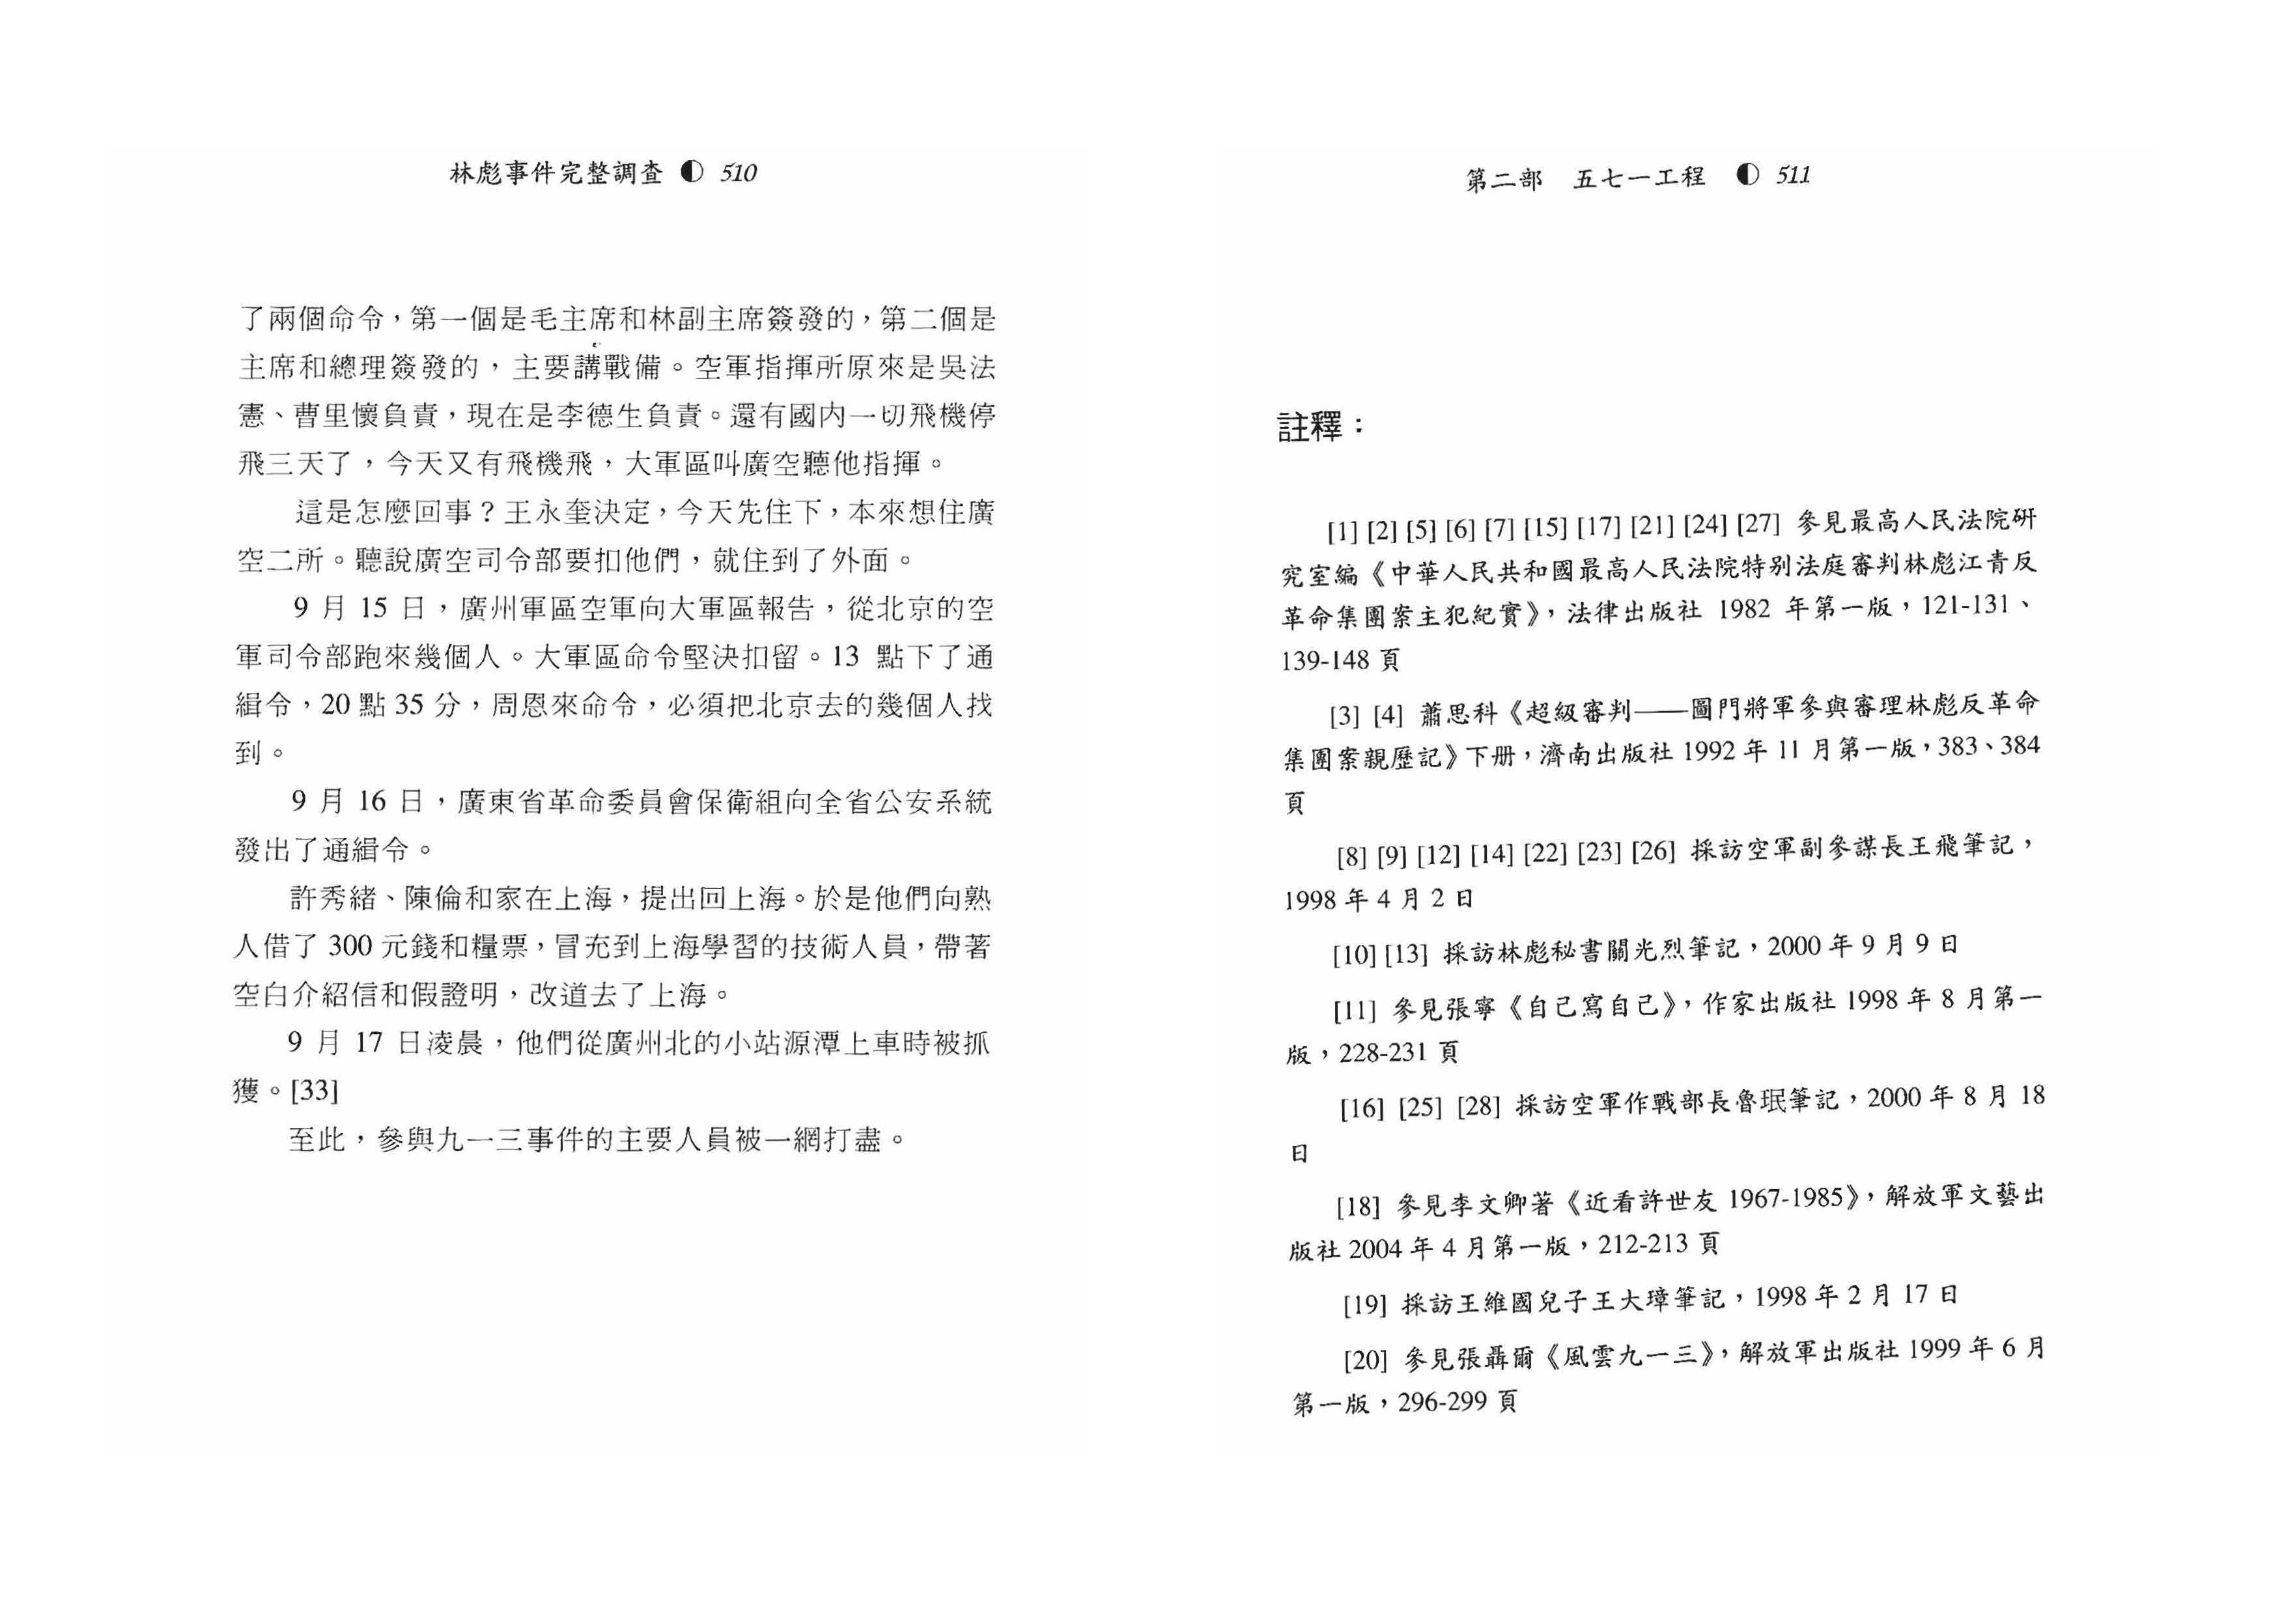 林彪事件完整調查 ◐ 510
了兩個命令，第一個是毛主席和林副主席簽發的，第二個是
主席和總理簽發的，主要講戰備。空軍指揮所原來是吳法
憲、曹里懷負責，現在是李德生負責。還有國內一切飛機停
飛三天了，今天又有飛機飛，大軍區叫廣空聽他指揮。
這是怎麼回事？王永奎決定，今天先住下，本來想住廣
空二所。聽說廣空司令部要扣他們，就住到了外面。
9 月 15 日，廣州軍區空軍向大軍區報告，從北京的空
軍司令部跑來幾個人。大軍區命令堅決扣留。13 點下了通
緝令，20 點 35 分，周恩來命令，必須把北京去的幾個人找
到。
9 月 16 日，廣東省革命委員會保衛組向全省公安系統
發出了通緝令。
許秀緒、陳倫和家在上海，提出回上海。於是他們向熟
人借了 300 元錢和糧票，冒充到上海學習的技術人員，帶著
空白介紹信和假證明，改道去了上海。
9 月 17 日凌晨，他們從廣州北的小站源潭上車時被抓
獲。[33]
至此，參與九一三事件的主要人員被一網打盡。
第二部 五七一工程 ◐ 511
註釋：
[1] [2] [5] [6] [7] [15] [17] [21] [24] [27] 參見最高人民法院研
究室編《中華人民共和國最高人民法院特別法庭審判林彪江青反
革命集團案主犯紀實》，法律出版社 1982 年第一版，121-131、
139-148 頁
[3] [4] 蕭思科《超級審判——圖門將軍參與審理林彪反革命
集團案親歷記》下冊，濟南出版社 1992 年 11 月第一版，383、384
頁
[8] [9] [12] [14] [22] [23] [26] 採訪空軍副參謀長王飛筆記，
1998 年 4 月 2 日
[10] [13] 採訪林彪秘書關光烈筆記，2000 年 9 月 9 日
[11] 參見張寧《自己寫自己》，作家出版社 1998 年 8 月第一
版，228-231 頁
[16] [25] [28] 採訪空軍作戰部長魯珉筆記，2000 年 8 月 18
日
[18] 參見李文卿著《近看許世友 1967-1985》，解放軍文藝出
版社 2004 年 4 月第一版，212-213 頁
[19] 採訪王維國兒子王大璋筆記，1998 年 2 月 17 日
[20] 參見張聶爾《風雲九一三》，解放軍出版社 1999 年 6 月
第一版，296-299 頁